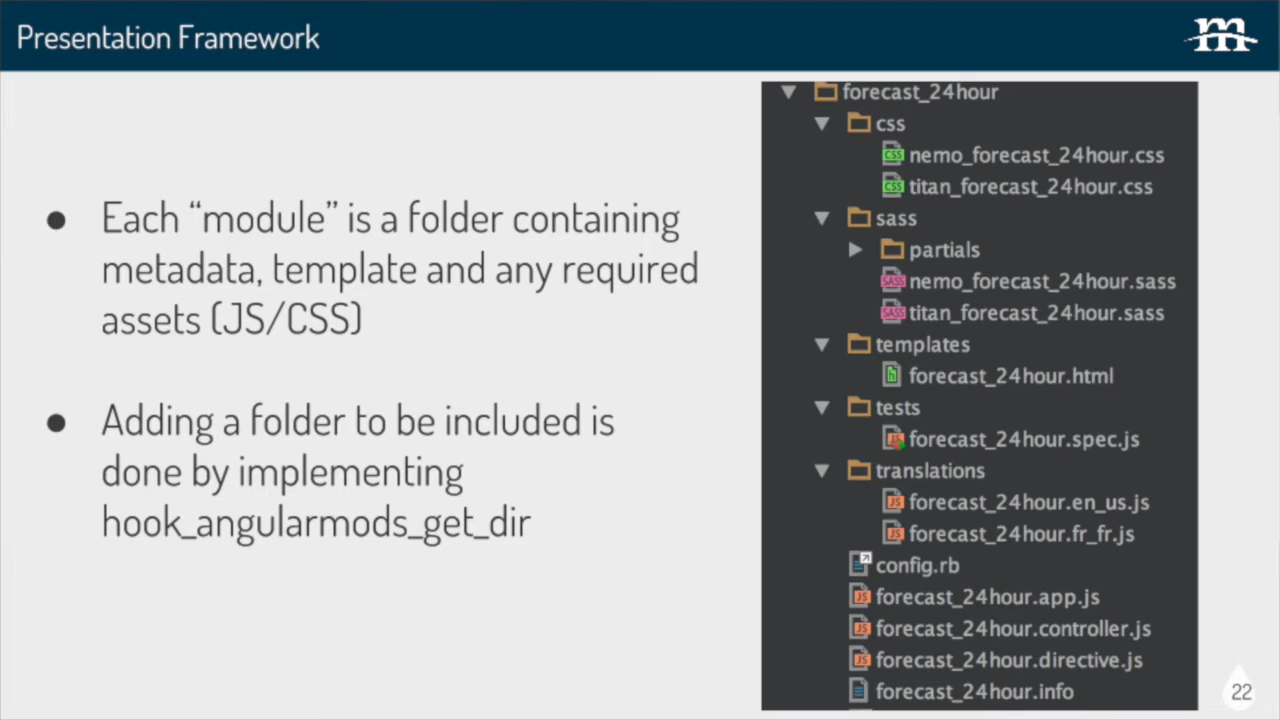 Presentation Framework
m
● Each “module” is a folder containing
metadata, template and any required
assets (JS/CSS)
● Adding a folder to be included is
done by implementing
hook_angularmods_get_dir
forecast_24hour
css
nemo_forecast_24hour.css
titan_forecast_24hour.css
sass
partials
nemo_forecast_24hour.sass
titan_forecast_24hour.sass
templates
forecast_24hour.html
tests
forecast_24hour.spec.js
translations
forecast_24hour.en_us.js
forecast_24hour.fr_fr.js
config.rb
forecast_24hour.app.js
forecast_24hour.controller.js
forecast_24hour.directive.js
forecast_24hour.info
22